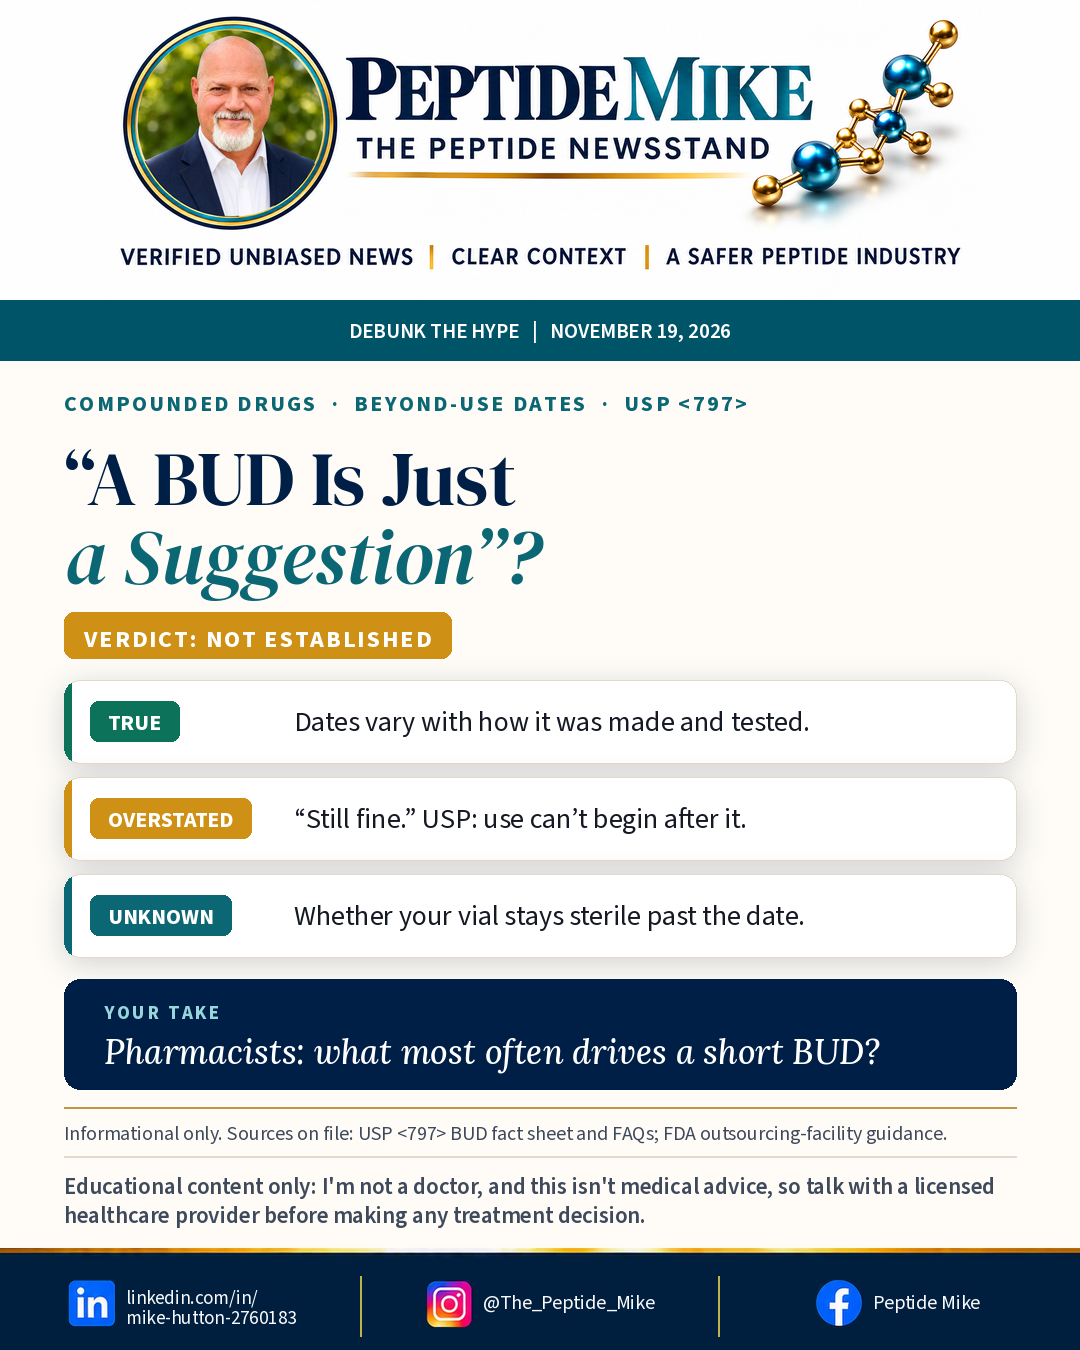 PEPTIDEMIKE
THE PEPTIDE NEWSSTAND
VERIFIED UNBIASED NEWS | CLEAR CONTEXT | A SAFER PEPTIDE INDUSTRY
DEBUNK THE HYPE | NOVEMBER 19, 2026
COMPOUNDED DRUGS · BEYOND-USE DATES · USP <797>
“A BUD Is Just
a Suggestion”?
VERDICT: NOT ESTABLISHED
TRUE Dates vary with how it was made and tested.
OVERSTATED “Still fine.” USP: use can’t begin after it.
UNKNOWN Whether your vial stays sterile past the date.
YOUR TAKE
Pharmacists: what most often drives a short BUD?
Informational only. Sources on file: USP <797> BUD fact sheet and FAQs; FDA outsourcing-facility guidance.
Educational content only: I'm not a doctor, and this isn't medical advice, so talk with a licensed
healthcare provider before making any treatment decision.
linkedin.com/in/
mike-hutton-2760183
@The_Peptide_Mike
Peptide Mike